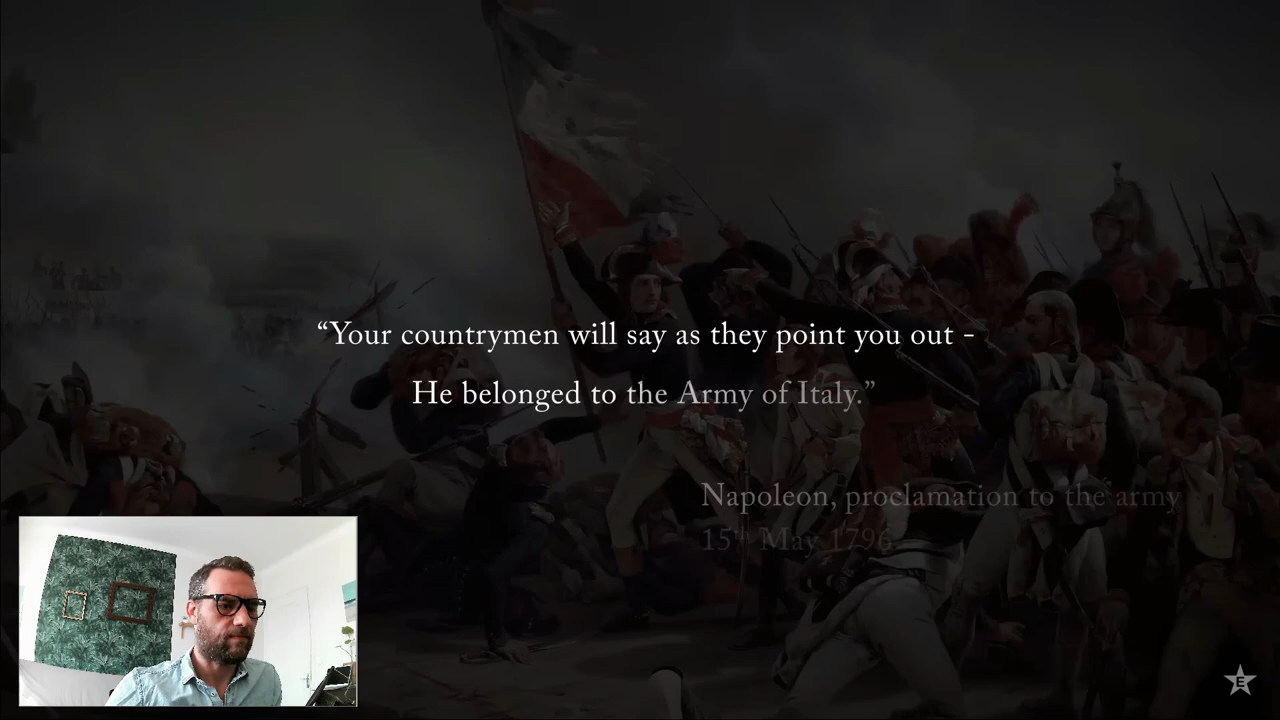 “Your countrymen will say as they point you out -
He belonged to the Army of Italy.”
Napoleon, proclamation to the army
15th May 1796
E